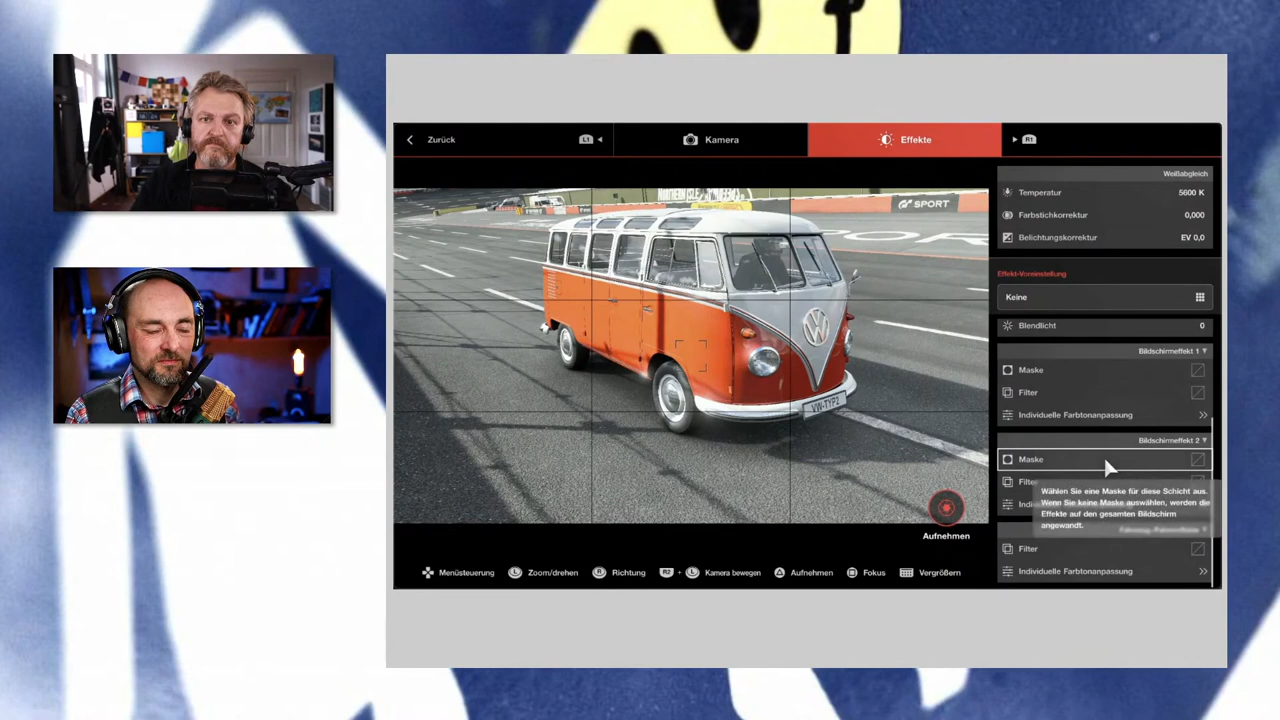 Zurück
L1
Kamera
Effekte
R1
Weißabgleich
Temperatur 5600 K
Farbstichkorrektur 0,000
Belichtungskorrektur EV 0,0
Effekt-Voreinstellung
Keine
Blendlicht 0
Bildschirmeffekt 1
Maske
Filter
Individuelle Farbtonanpassung
Bildschirmeffekt 2
Maske
Wählen Sie eine Maske für diese Schicht aus.
Wenn Sie keine Maske auswählen, werden die
Effekte auf den gesamten Bildschirm
angewandt.
Filter
Individuelle Farbtonanpassung
SPORT
VW-TYP2
Aufnehmen
Menüsteuerung
L Zoom/drehen
R Richtung
R2 + L Kamera bewegen
Aufnehmen
Fokus
Vergrößern